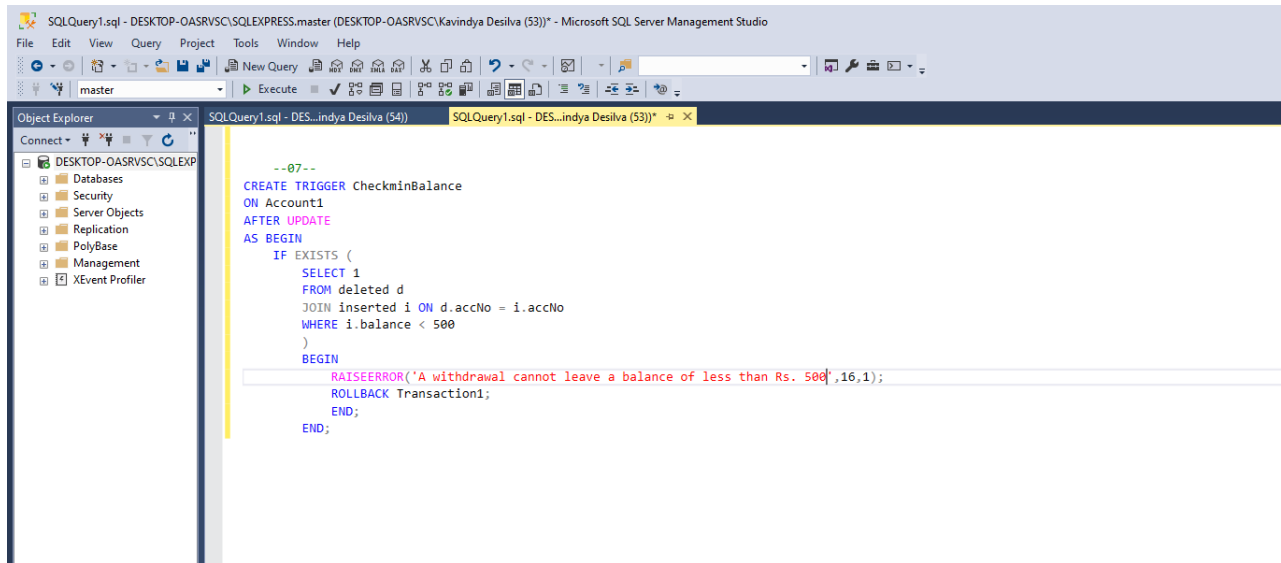 SQLQuery1.sql - DESKTOP-OASRVSC\SQLEXPRESS.master (DESKTOP-OASRVSC\Kavindya Desilva (53))* - Microsoft SQL Server Management Studio
File Edit View Query Project Tools Window Help
New Query
master Execute
Object Explorer
SQLQuery1.sql - DES...indya Desilva (54))
SQLQuery1.sql - DES...indya Desilva (53))*
Connect
DESKTOP-OASRVSC\SQLEXP
Databases
Security
Server Objects
Replication
PolyBase
Management
XEvent Profiler
--07--
CREATE TRIGGER CheckminBalance
ON Account1
AFTER UPDATE
AS BEGIN
IF EXISTS (
SELECT 1
FROM deleted d
JOIN inserted i ON d.accNo = i.accNo
WHERE i.balance < 500
)
BEGIN
RAISEERROR('A withdrawal cannot leave a balance of less than Rs. 500',16,1);
ROLLBACK Transaction1;
END;
END;